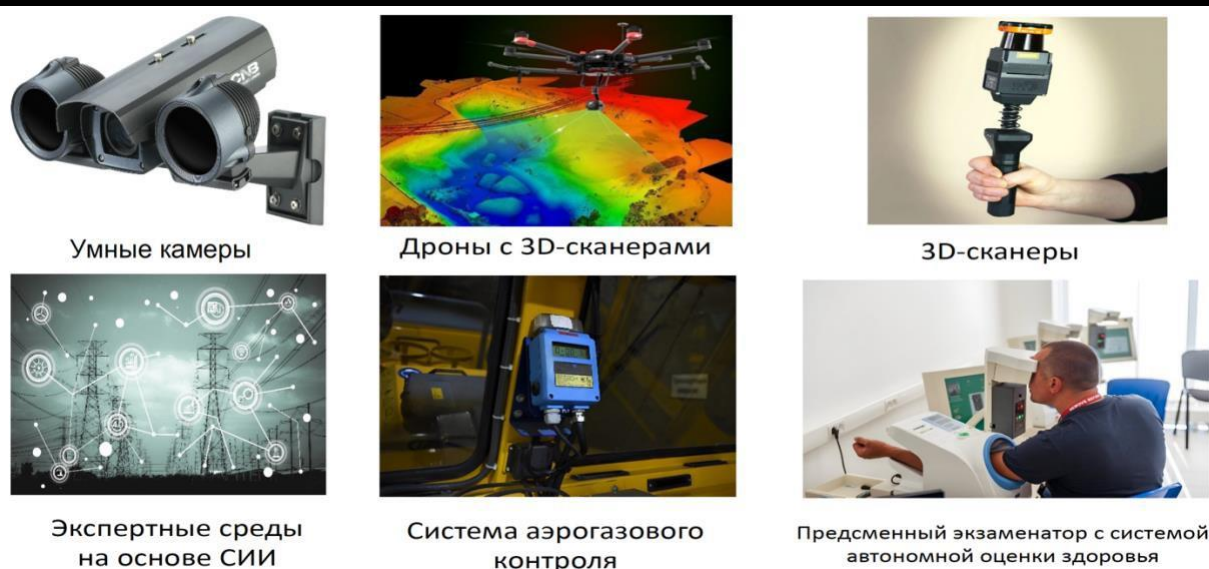 CNB
Умные камеры
Дроны с 3D-сканерами
3D-сканеры
Экспертные среды
на основе СИИ
Система аэрогазового
контроля
Предсменный экзаменатор с системой
автономной оценки здоровья